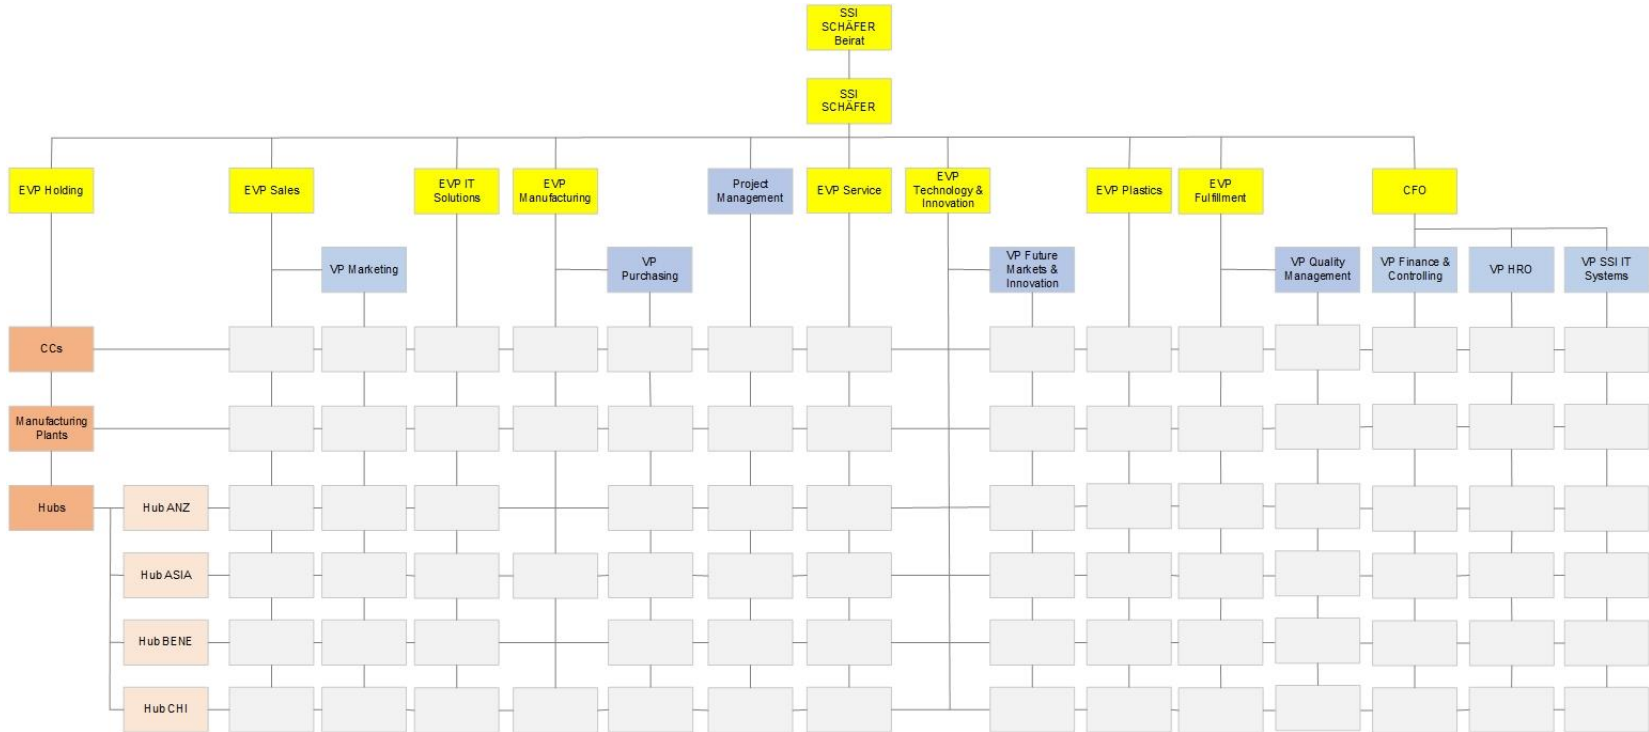 SSI
SCHÄFER
Beirat
SSI
SCHÄFER
EVP Holding
EVP Sales
EVP IT
Solutions
EVP
Manufacturing
Project
Management
EVP Service
EVP
Technology &
Innovation
EVP Plastics
EVP
Fulfillment
CFO
VP Marketing
VP
Purchasing
VP Future
Markets &
Innovation
VP Quality
Management
VP Finance &
Controlling
VP HRO
VP SSI IT
Systems
CCs
Manufacturing
Plants
Hubs
Hub ANZ
Hub ASIA
Hub BENE
Hub CHI